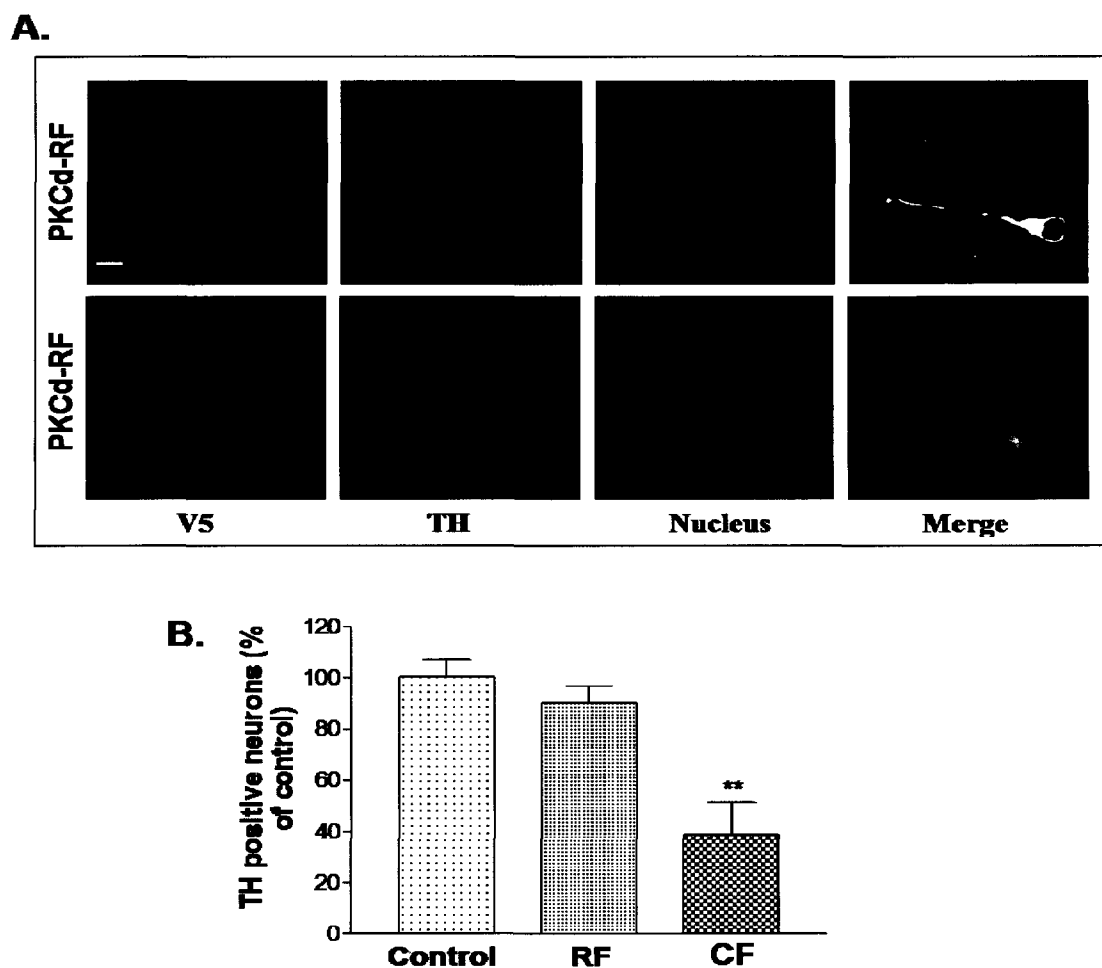 A.
PKCd-RF
PKCd-RF
V5 TH Nucleus Merge
B.
TH positive neurons (%
of control)
120
100
80
60
40
20
0
**
Control RF CF